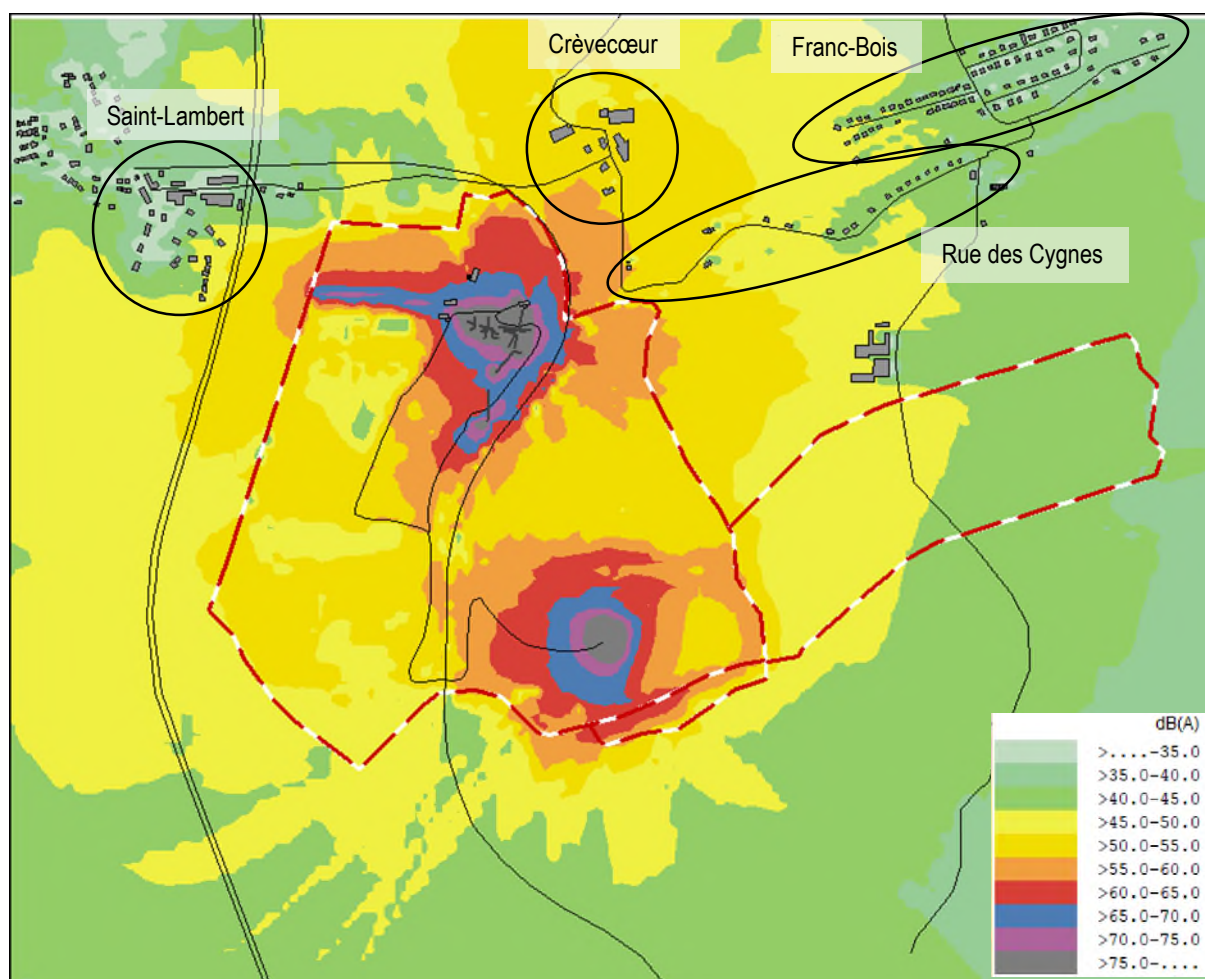 Crèvecœur
Franc-Bois
Saint-Lambert
Rue des Cygnes
dB(A)
>....-35.0
>35.0-40.0
>40.0-45.0
>45.0-50.0
>50.0-55.0
>55.0-60.0
>60.0-65.0
>65.0-70.0
>70.0-75.0
>75.0-....